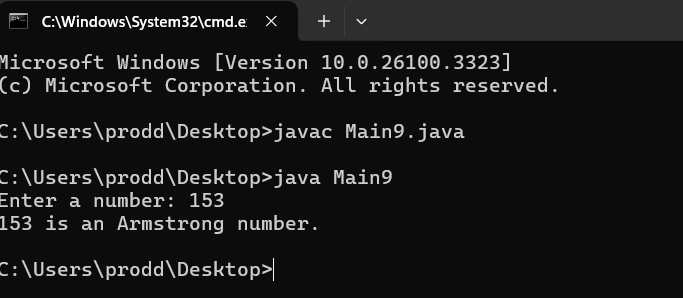 C:\Windows\System32\cmd.e
Microsoft Windows [Version 10.0.26100.3323]
(c) Microsoft Corporation. All rights reserved.
C:\Users\prodd\Desktop>javac Main9.java
C:\Users\prodd\Desktop>java Main9
Enter a number: 153
153 is an Armstrong number.
C:\Users\prodd\Desktop>